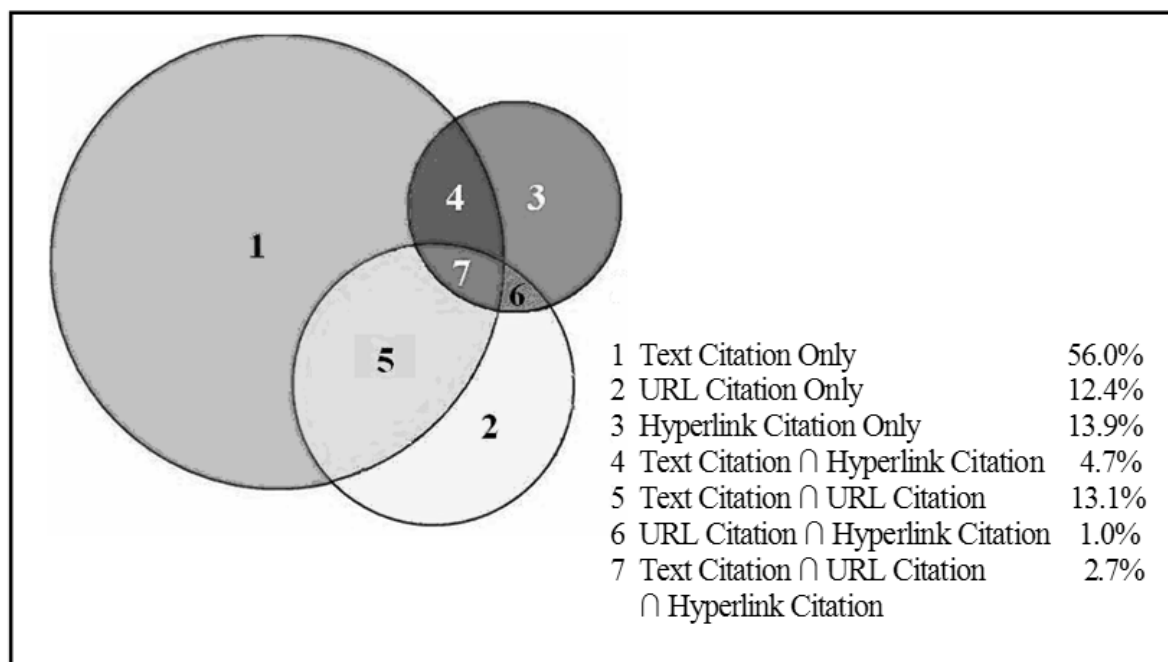 1
4
3
7
6
5
2
1 Text Citation Only 56.0%
2 URL Citation Only 12.4%
3 Hyperlink Citation Only 13.9%
4 Text Citation ∩ Hyperlink Citation 4.7%
5 Text Citation ∩ URL Citation 13.1%
6 URL Citation ∩ Hyperlink Citation 1.0%
7 Text Citation ∩ URL Citation 2.7%
∩ Hyperlink Citation